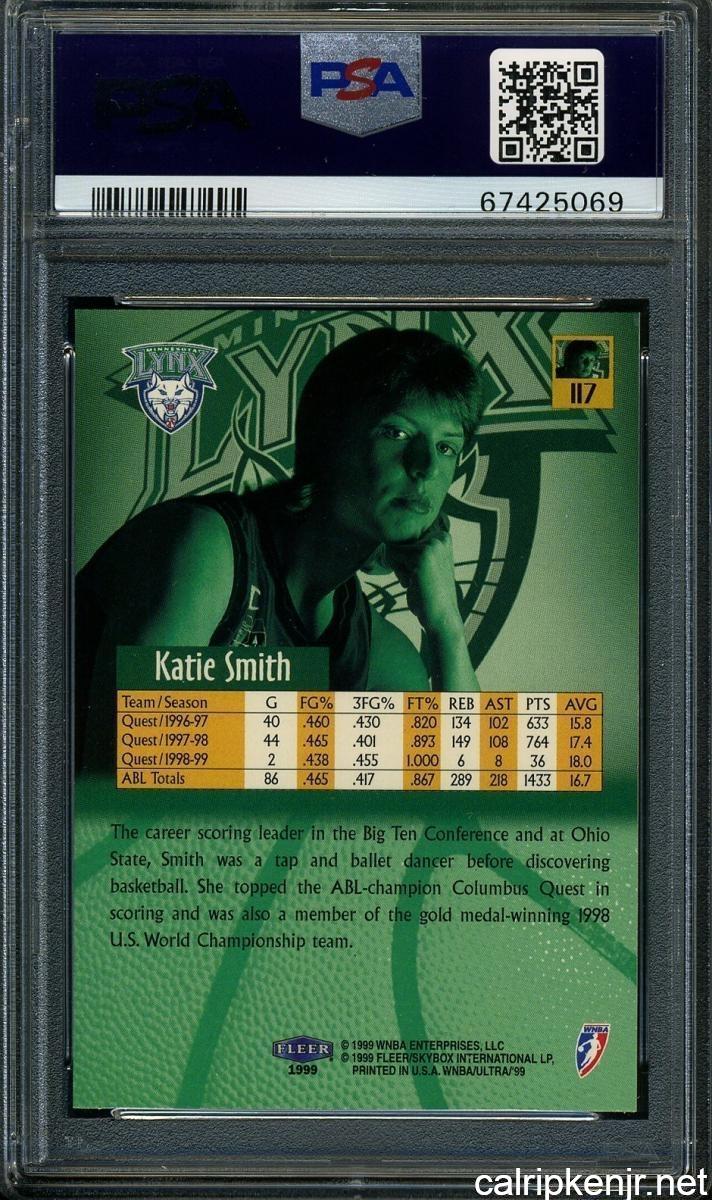 PSA
PSA
67425069
MINNESOTA
LYNX
MINN
LYNX
117
Katie Smith
Team/Season G FG% 3FG% FT% REB AST PTS AVG
Quest/1996-97 40 .460 .430 .820 134 102 633 15.8
Quest/1997-98 44 .465 .401 .893 149 108 764 17.4
Quest/1998-99 2 .438 .455 1.000 6 8 36 18.0
ABL Totals 86 .465 .417 .867 289 218 1433 16.7
The career scoring leader in the Big Ten Conference and at Ohio
State, Smith was a tap and ballet dancer before discovering
basketball. She topped the ABL-champion Columbus Quest in
scoring and was also a member of the gold medal-winning 1998
U.S. World Championship team.
FLEER
1999
© 1999 WNBA ENTERPRISES, LLC
© 1999 FLEER/SKYBOX INTERNATIONAL LP,
PRINTED IN U.S.A. WNBA/ULTRA/'99
WNBA
calripkenjr.net